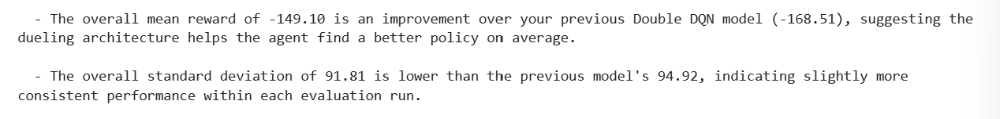 - The overall mean reward of -149.10 is an improvement over your previous Double DQN model (-168.51), suggesting the
dueling architecture helps the agent find a better policy on average.
- The overall standard deviation of 91.81 is lower than the previous model's 94.92, indicating slightly more
consistent performance within each evaluation run.